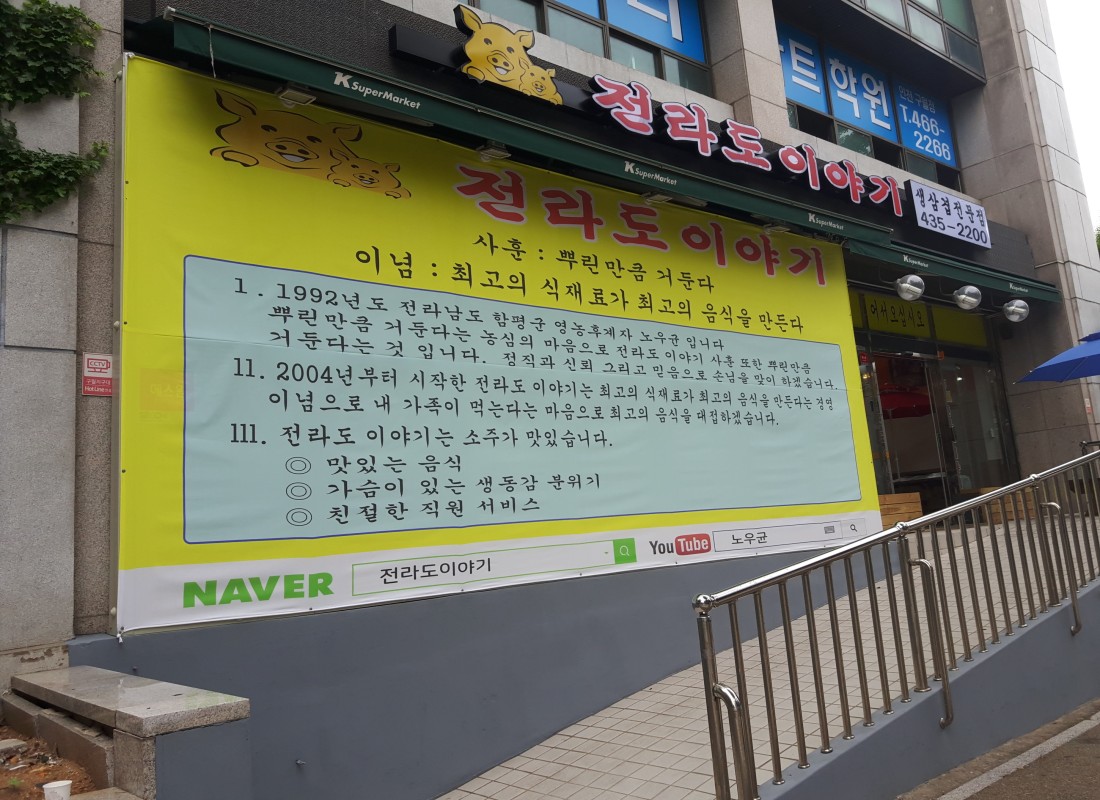 K SuperMarket
K SuperMarket
K SuperMarket
K SuperMarket
K SuperMarket
트학원
T.466-2266
전라도이야기
생삼겹전문점
435-2200
어서오십시오
전라도이야기
사훈 : 뿌린만큼 거둔다
이념 : 최고의 식재료가 최고의 음식을 만든다
1. 1992년도 전라남도 함평군 영농후계자 노우균 입니다
뿌린만큼 거둔다는 농심의 마음으로 전라도 이야기 사훈 또한 뿌린만큼
거둔다는 것 입니다. 정직과 신뢰 그리고 믿음으로 손님을 맞이 하겠습니다.
11. 2004년부터 시작한 전라도이야기는 최고의 식재료가 최고의 음식을 만든다는 경영
이념으로 내 가족이 먹는다는 마음으로 최고의 음식을 대접하겠습니다.
111. 전라도 이야기는 소주가 맛있습니다.
◎ 맛있는 음식
◎ 가슴이 있는 생동감 분위기
◎ 친절한 직원 서비스
NAVER 전라도이야기
YouTube 노우균
CCTV